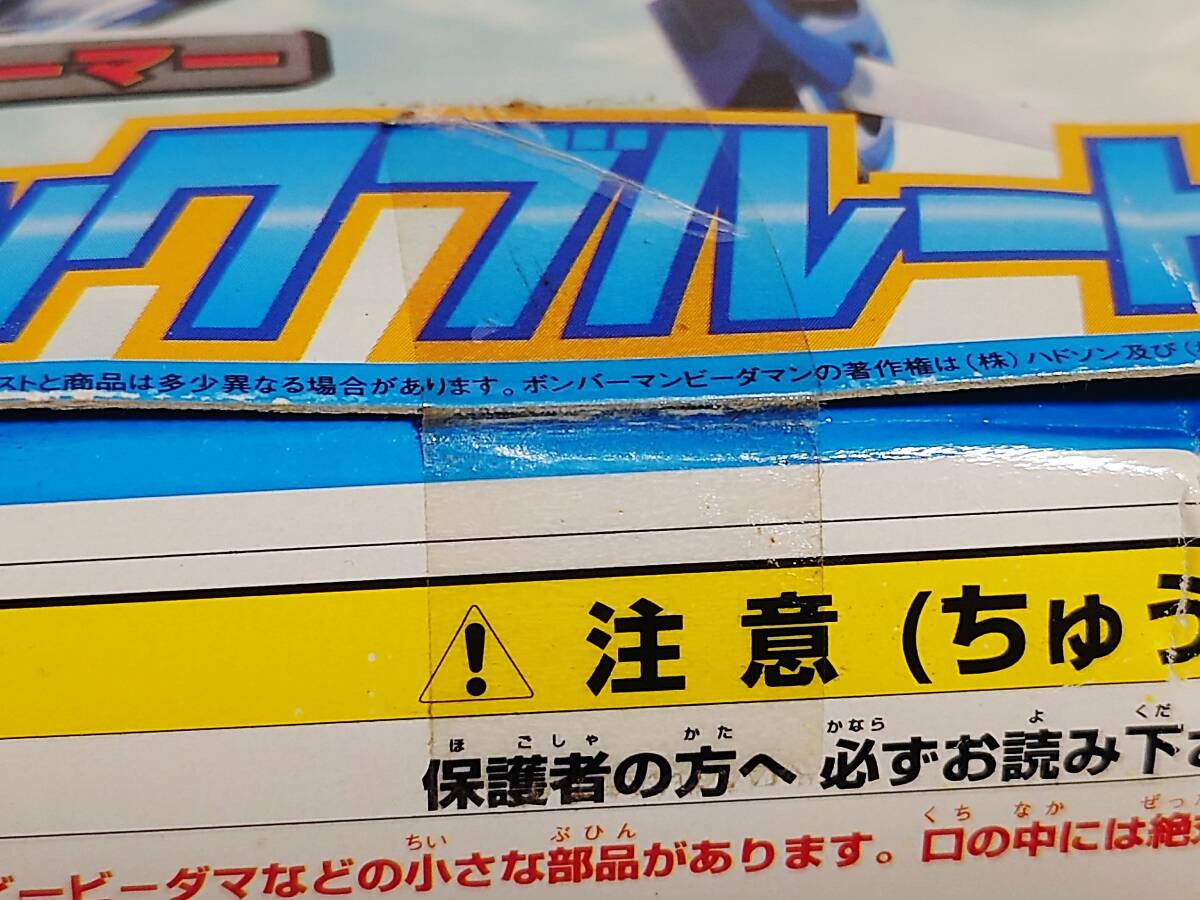 ーマー
ックブルート
ストと商品は多少異なる場合があります。ボンバーマンビーダマンの著作権は(株)ハドソン及び(
注意(ちゅう
ほごしゃ かた かなら よ くだ
保護者の方へ 必ずお読み下さ
ちい ぶひん くち なか ぜっ
ビーダマなどの小さな部品があります。口の中には絶